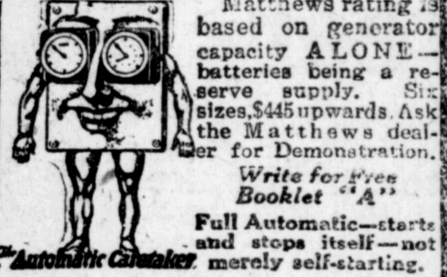 Matthews rating is
based on generator
capacity ALONE—
batteries being a re-
serve supply. Six
sizes, $445 upwards. Ask
the Matthews deal-
er for Demonstration.
Write for Free
Booklet "A"
Full Automatic—starts
and stops itself—not
merely self-starting.
The Automatic Caretaker